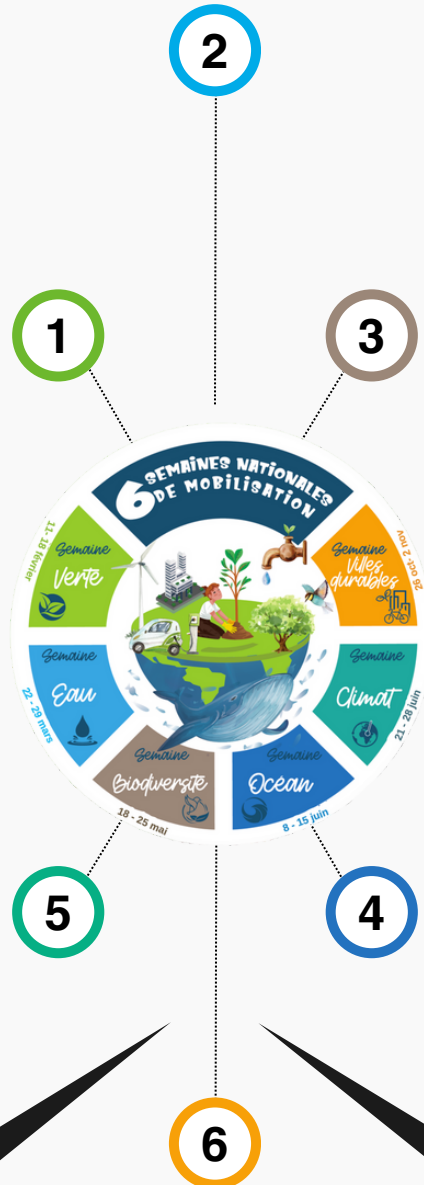 2
1
3
6 SEMAINES NATIONALES
DE MOBILISATION
Semaine
Verte
11- 18 février
Semaine
Villes
durables
26 oct. 2 nov
Semaine
Eau
22 - 29 mars
Semaine
Climat
21 - 28 juin
Semaine
Biodiversité
18 - 25 mai
Semaine
Océan
8 - 15 juin
5
4
6